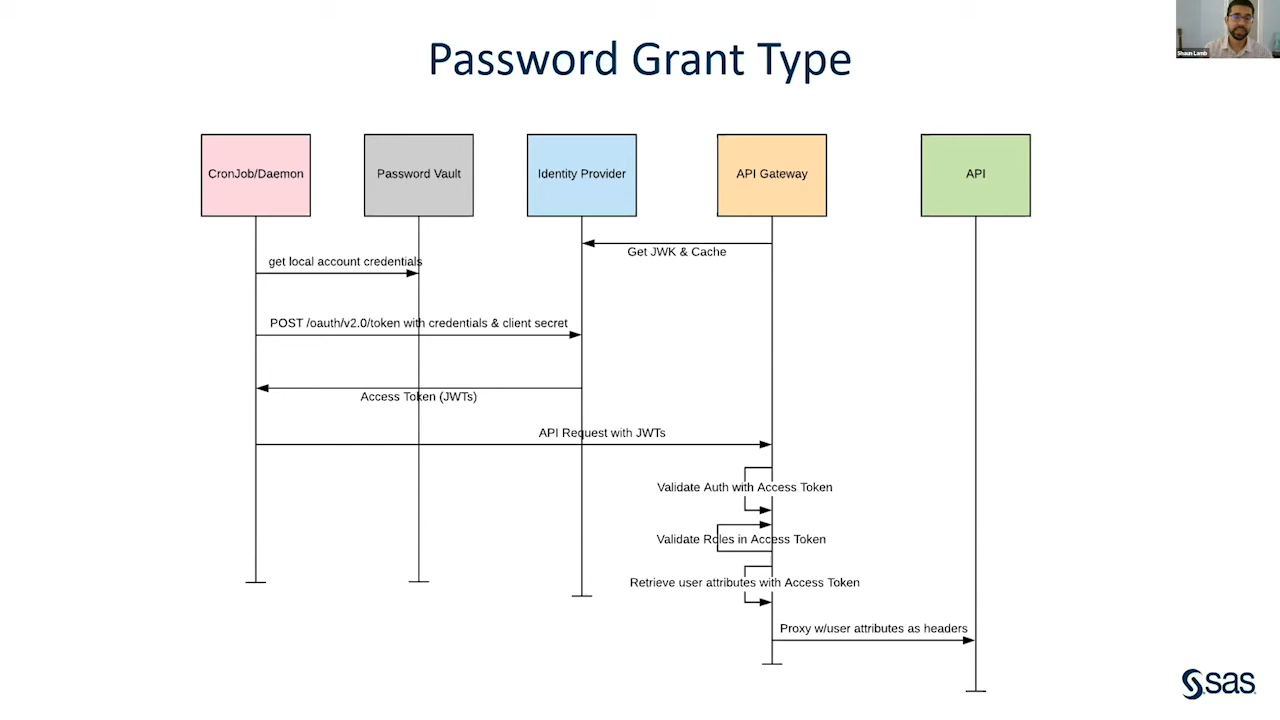 Password Grant Type
Shaun Lamb
CronJob/Daemon
Password Vault
Identity Provider
API Gateway
API
Get JWK & Cache
get local account credentials
POST /oauth/v2.0/token with credentials & client secret
Access Token (JWTs)
API Request with JWTs
Validate Auth with Access Token
Validate Roles in Access Token
Retrieve user attributes with Access Token
Proxy w/user attributes as headers
sas